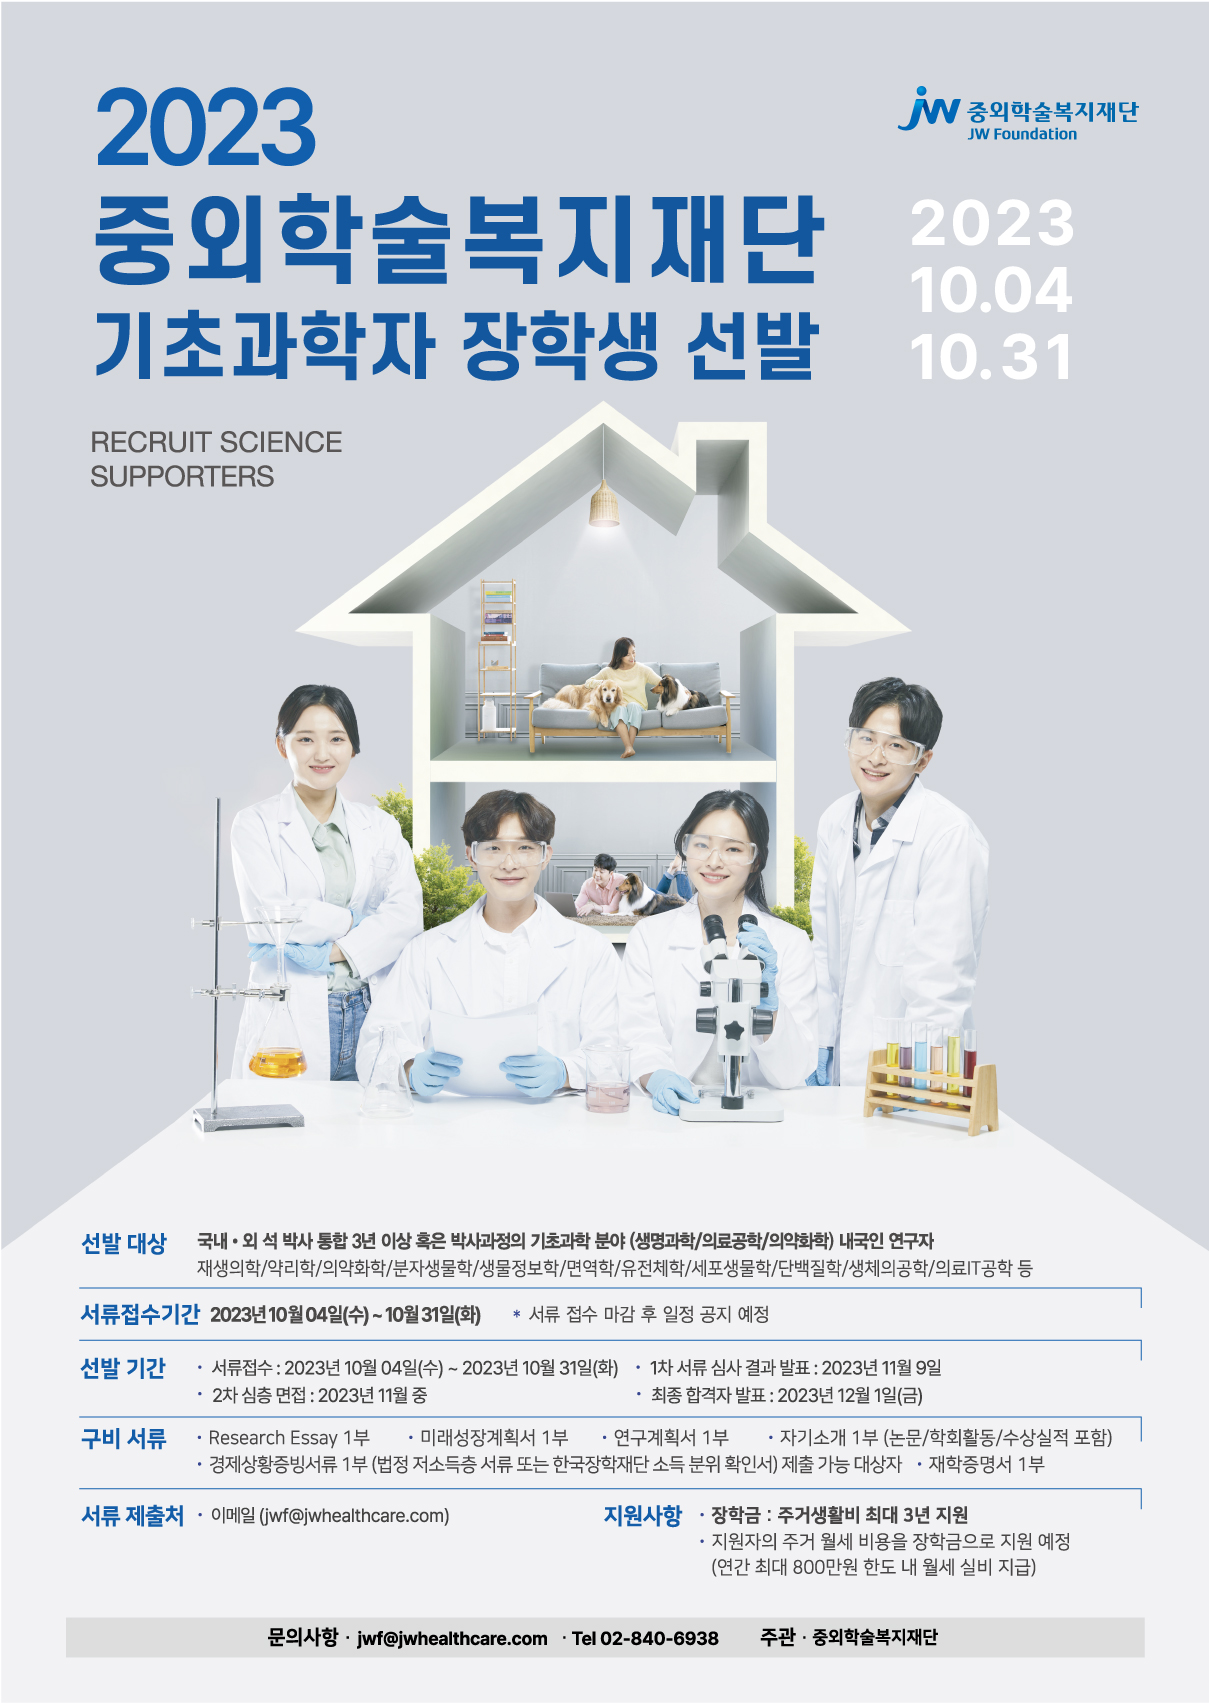 2023
중외학술복지재단
기초과학자 장학생 선발
jw 중외학술복지재단
JW Foundation
2023
10.04
10.31
RECRUIT SCIENCE
SUPPORTERS
선발 대상 국내 • 외 석 박사 통합 3년 이상 혹은 박사과정의 기초과학 분야 (생명과학/의료공학/의약화학) 내국인 연구자
재생의학/약리학/의약화학/분자생물학/생물정보학/면역학/유전체학/세포생물학/단백질학/생체의공학/의료IT공학 등
서류접수기간 2023년 10월 04일(수) ~ 10월 31일(화) * 서류 접수 마감 후 일정 공지 예정
선발 기간 · 서류접수 : 2023년 10월 04일(수) ~ 2023년 10월 31일(화) · 1차 서류 심사 결과 발표 : 2023년 11월 9일
· 2차 심층 면접 : 2023년 11월 중 · 최종 합격자 발표 : 2023년 12월 1일(금)
구비 서류 · Research Essay 1부 · 미래성장계획서 1부 · 연구계획서 1부 · 자기소개 1부 (논문/학회활동/수상실적 포함)
· 경제상황증빙서류 1부 (법정 저소득층 서류 또는 한국장학재단 소득 분위 확인서) 제출 가능 대상자 · 재학증명서 1부
서류 제출처 · 이메일 (jwf@jwhealthcare.com) 지원사항 · 장학금 : 주거생활비 최대 3년 지원
· 지원자의 주거 월세 비용을 장학금으로 지원 예정
(연간 최대 800만원 한도 내 월세 실비 지급)
문의사항 · jwf@jwhealthcare.com · Tel 02-840-6938 주관 · 중외학술복지재단